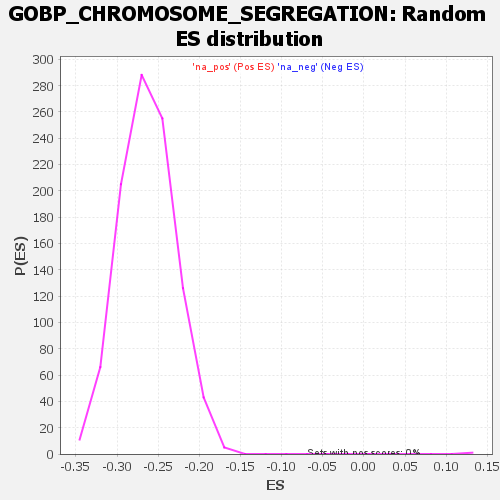 GOBP_CHROMOSOME_SEGREGATION: Random
ES distribution
'na_pos' (Pos ES) 'na_neg' (Neg ES)
300
280
260
240
220
200
180
160
140
120
100
80
60
40
20
0
P(ES)
Sets with pos scores: 0%
-0.35 -0.30 -0.25 -0.20 -0.15 -0.10 -0.05 0.00 0.05 0.10 0.15
ES